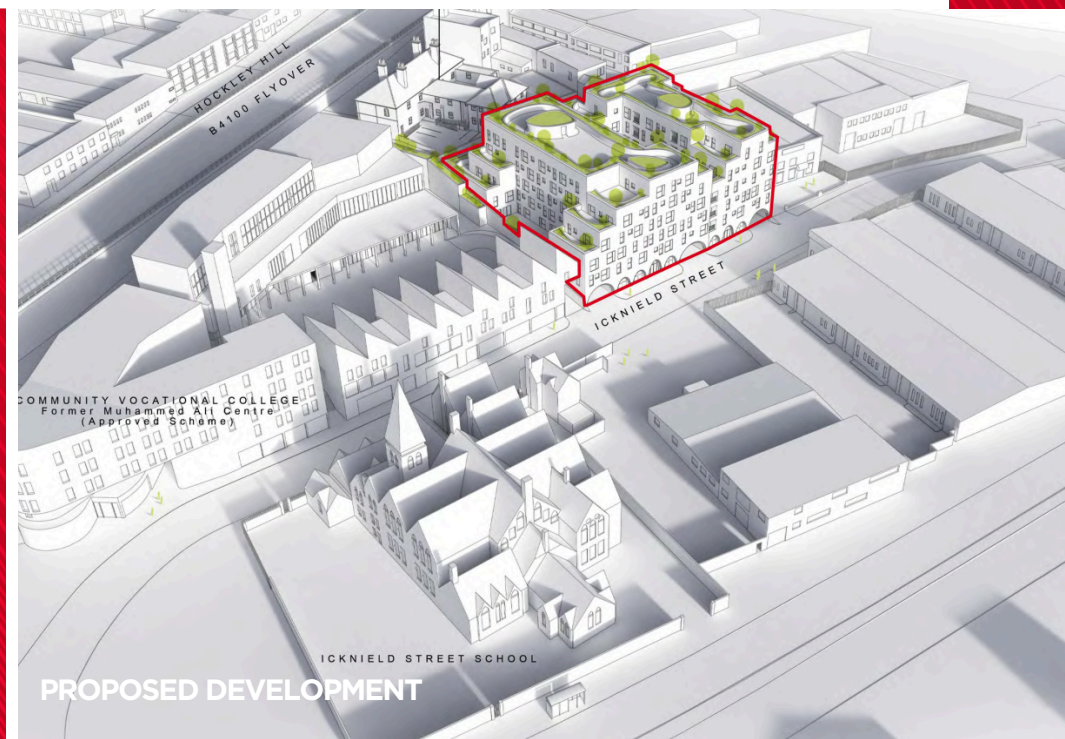 HOCKLEY HILL
B4100 FLYOVER
ICKNIELD STREET
COMMUNITY VOCATIONAL COLLEGE
Former Muhammed Ali Centre
(Approved Scheme)
ICKNIELD STREET SCHOOL
PROPOSED DEVELOPMENT